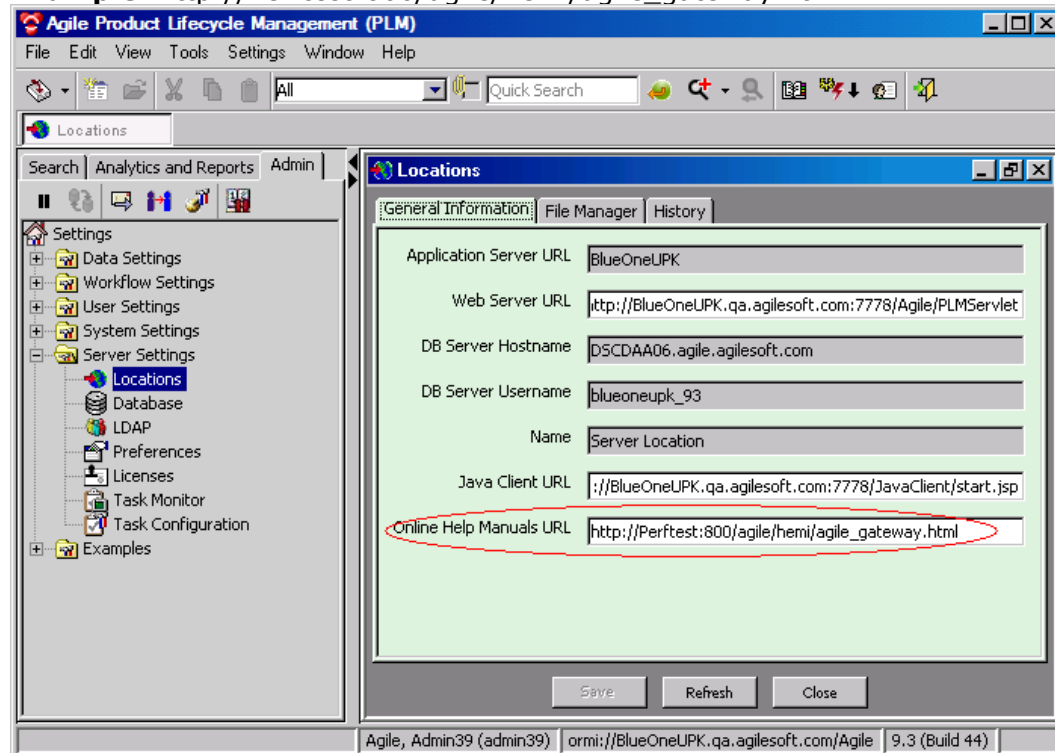 Agile Product Lifecycle Management (PLM)
File Edit View Tools Settings Window Help
All
Quick Search
Locations
Search
Analytics and Reports
Admin
Settings
Data Settings
Workflow Settings
User Settings
System Settings
Server Settings
Locations
Database
LDAP
Preferences
Licenses
Task Monitor
Task Configuration
Examples
Locations
General Information
File Manager
History
Application Server URL BlueOneUPK
Web Server URL ttp://BlueOneUPK.qa.agilesoft.com:7778/Agile/PLMServlet
DB Server Hostname DSCDAA06.agile.agilesoft.com
DB Server Username blueoneupk_93
Name Server Location
Java Client URL ://BlueOneUPK.qa.agilesoft.com:7778/JavaClient/start.jsp
Online Help Manuals URL http://Perftest:800/agile/hemi/agile_gateway.html
Save Refresh Close
Agile, Admin39 (admin39) ormi://BlueOneUPK.qa.agilesoft.com/Agile 9.3 (Build 44)